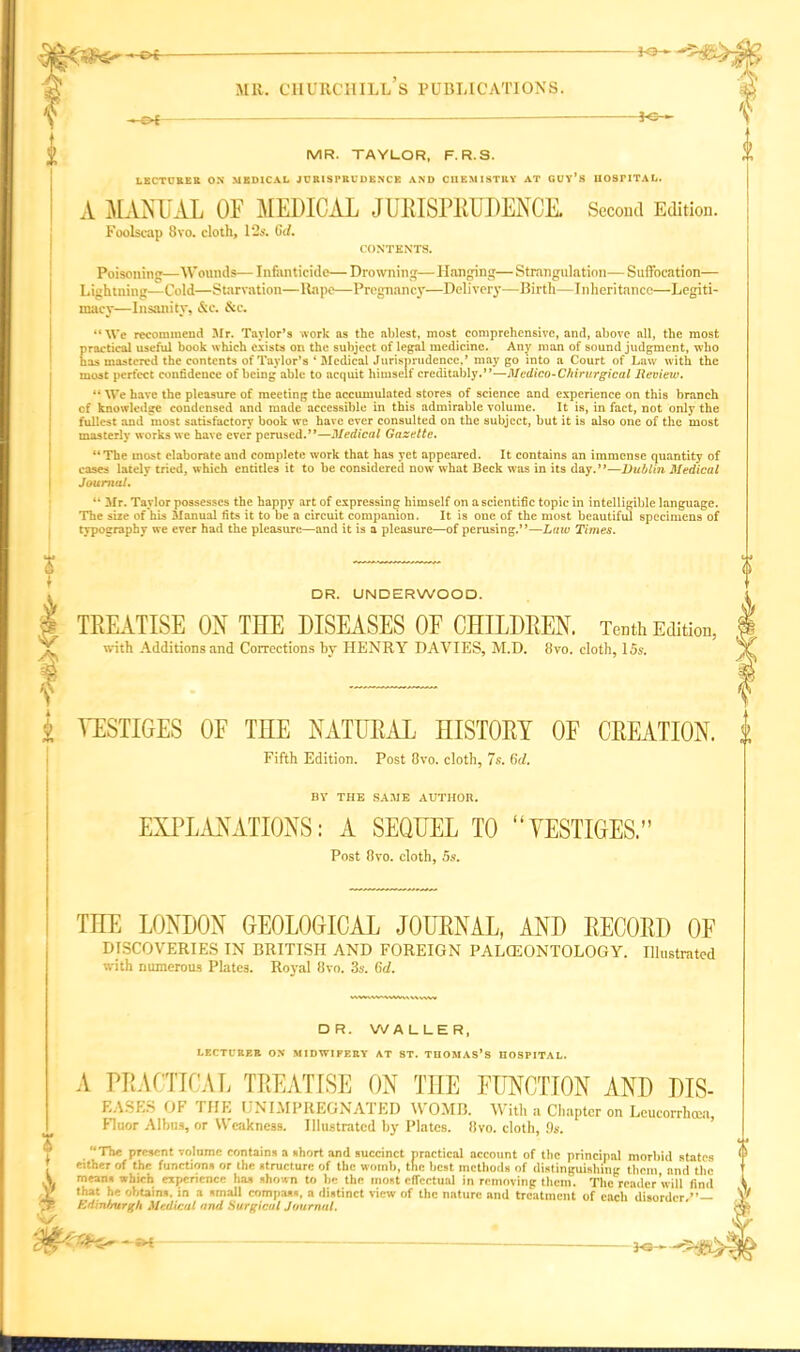 MR. CHURCHILL'S PUBLICATIONS.
MR. TAYLOR, F.R.S.
LECTURER ON MEDICAL JURISPRUDENCE AND CHEMISTRY AT GUY'S HOSPITAL.
A MANUAL OF MEDICAL JURISPRUDENCE. Second Edition.
Foolscap 8vo. cloth, 12s. 6d.
CONTENTS.
Poisoning—Wounds—Infanticide—Drowning—Hanging—Strangulation—Suffocation—
Lightning—Cold—Starvation—Rape—Pregnancy—Delivery—Birth—Inheritance—Legiti-
macy—Insanity, &c. &c.
"We recommend Mr. Taylor's work as the ablest, most comprehensive, and, above all, the most
practical useful book which exists on the subject of legal medicine. Any man of sound judgment, who
has mastered the contents of Taylor's 'Medical Jurisprudence,' may go into a Court of Law with the
most perfect confidence of being able to acquit himself creditably."—Medico-Chirurgical Review.
"We have the pleasure of meeting the accumulated stores of science and experience on this branch
of knowledge condensed and made accessible in this admirable volume. It is, in fact, not only the
fullest and most satisfactory book we have ever consulted on the subject, but it is also one of the most
masterly works we have ever perused."—Medical Gazette.
"The most elaborate and complete work that has yet appeared. It contains an immense quantity of
cases lately tried, which entitles it to be considered now what Beck was in its day."—Dublin Medical
Journal.
"Mr. Taylor possesses the happy art of expressing himself on a scientific topic in intelligible language.
The size of his Manual fits it to be a circuit companion. It is one of the most beautiful specimens of
typography we ever had the pleasure—and it is a pleasure—of perusing."—Law Times.
DR. UNDERWOOD.
TREATISE ON THE DISEASES OF CHILDREN. Tenth Edition,
with Additions and Corrections by HENRY DAVIES, M.D. 8vo. cloth, 15s.
VESTIGES OF THE NATURAL HISTORY OF CREATION.
Fifth Edition. Post 8vo. cloth, 7s. 6d.
BY THE SAME AUTHOR.
EXPLANATIONS: A SEQUEL TO "VESTIGES."
Post 8vo. cloth, 5s.
THE LONDON GEOLOGICAL JOURNAL, AND RECORD OF
DISCOVERIES IN BRITISH AND FOREIGN PALŒONTOLOGY. Illustrated
with numerous Plates. Royal 8vo. 3s. 6d.
DR. WALLER,
LECTURER ON MIDWIFERY AT ST. THOMAS'S HOSPITAL.
A PRACTICAL TREATISE ON THE FUNCTION AND DIS-
EASES OF THE UNIMPREGNATED WOMB. With a Chapter on Leucorrhœa,
Fluor Albus, or Weakness. Illustrated by Plates. 8vo. cloth, 9s.
"The present volume contains a short and succinct practical account of the principal morbid states
either of the functions or the structure of the womb, the best methods of distinguishing them, and the
means which experience has shown to be the most effectual in removing them. The reader will find
that he obtains, in a small compass, a distinct view of the nature and treatment of each disorder."—
Edinburgh Medical and Surgical Journal.